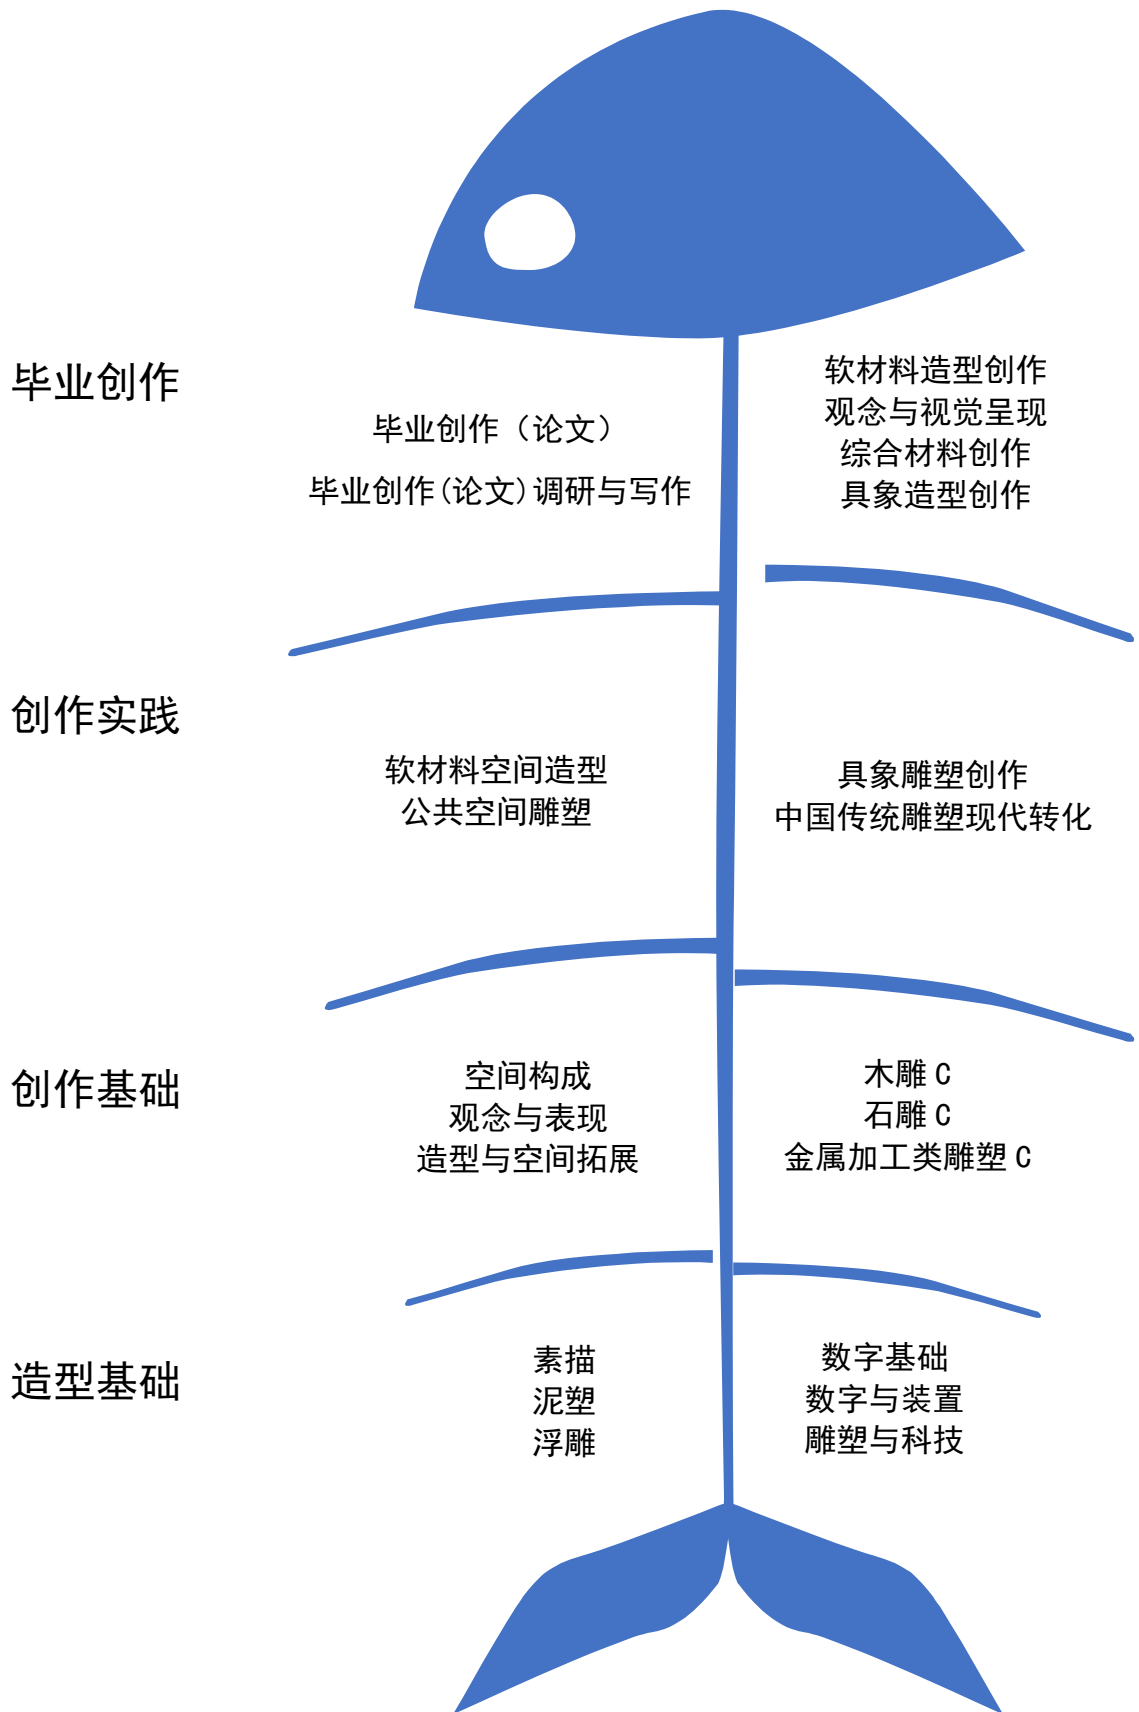 毕业创作
毕业创作（论文）
毕业创作(论文)调研与写作
软材料造型创作
观念与视觉呈现
综合材料创作
具象造型创作
创作实践
软材料空间造型
公共空间雕塑
具象雕塑创作
中国传统雕塑现代转化
创作基础
空间构成
观念与表现
造型与空间拓展
木雕 C
石雕 C
金属加工类雕塑 C
造型基础
素描
泥塑
浮雕
数字基础
数字与装置
雕塑与科技